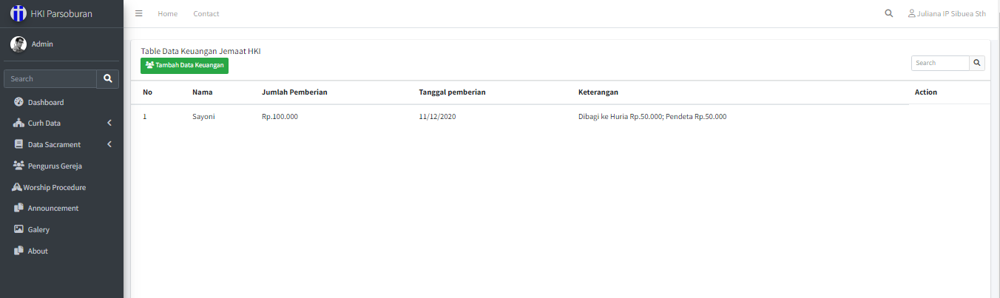 HKI Parsoburan
Home Contact
Juliana IP Sibuea Sth
Admin
Search
Dashboard
Curh Data
Data Sacrament
Pengurus Gereja
Worship Procedure
Announcement
Galery
About
Table Data Keuangan Jemaat HKI
Tambah Data Keuangan
Search
No Nama Jumlah Pemberian Tanggal pemberian Keterangan Action
1 Sayoni Rp.100.000 11/12/2020 Dibagi ke Huria Rp.50.000; Pendeta Rp.50.000